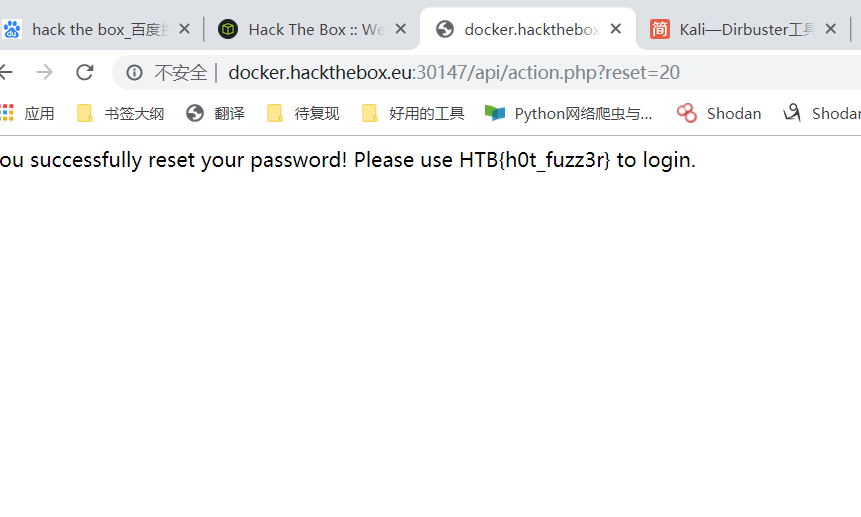 hack the box_百度
Hack The Box :: We
docker.hackthebox
Kali—Dirbuster工具
不安全 | docker.hackthebox.eu:30147/api/action.php?reset=20
应用 书签大纲 翻译 待复现 好用的工具 Python网络爬虫与... Shodan Shodan
ou successfully reset your password! Please use HTB{h0t_fuzz3r} to login.